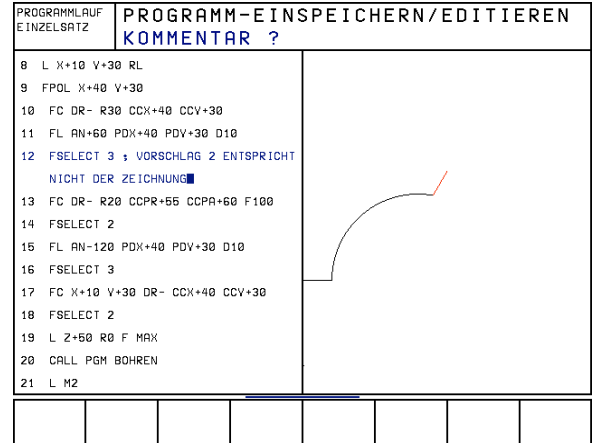 PROGRAMMLAUF
EINZELSATZ
PROGRAMM-EINSPEICHERN/EDITIEREN
KOMMENTAR ?
8 L X+10 Y+30 RL
9 FPOL X+40 Y+30
10 FC DR- R30 CCX+40 CCY+30
11 FL AN+60 PDX+40 PDY+30 D10
12 FSELECT 3 ; VORSCHLAG 2 ENTSPRICHT
NICHT DER ZEICHNUNG
13 FC DR- R20 CCPR+55 CCPA+60 F100
14 FSELECT 2
15 FL AN-120 PDX+40 PDY+30 D10
16 FSELECT 3
17 FC X+10 Y+30 DR- CCX+40 CCY+30
18 FSELECT 2
19 L Z+50 R0 F MAX
20 CALL PGM BOHREN
21 L M2